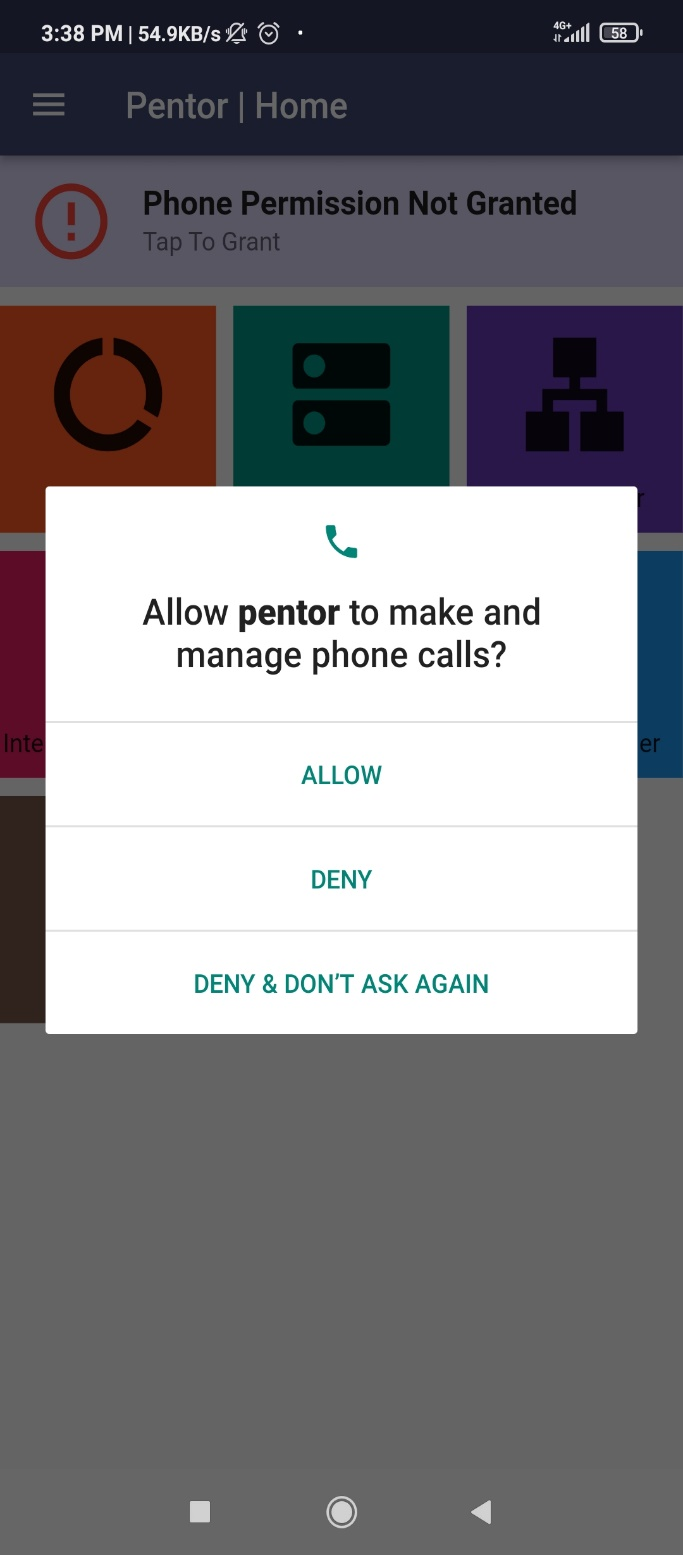 3:38 PM | 54.9KB/s
4G+
58
Pentor | Home
Phone Permission Not Granted
Tap To Grant
Allow pentor to make and
manage phone calls?
ALLOW
DENY
DENY & DON'T ASK AGAIN